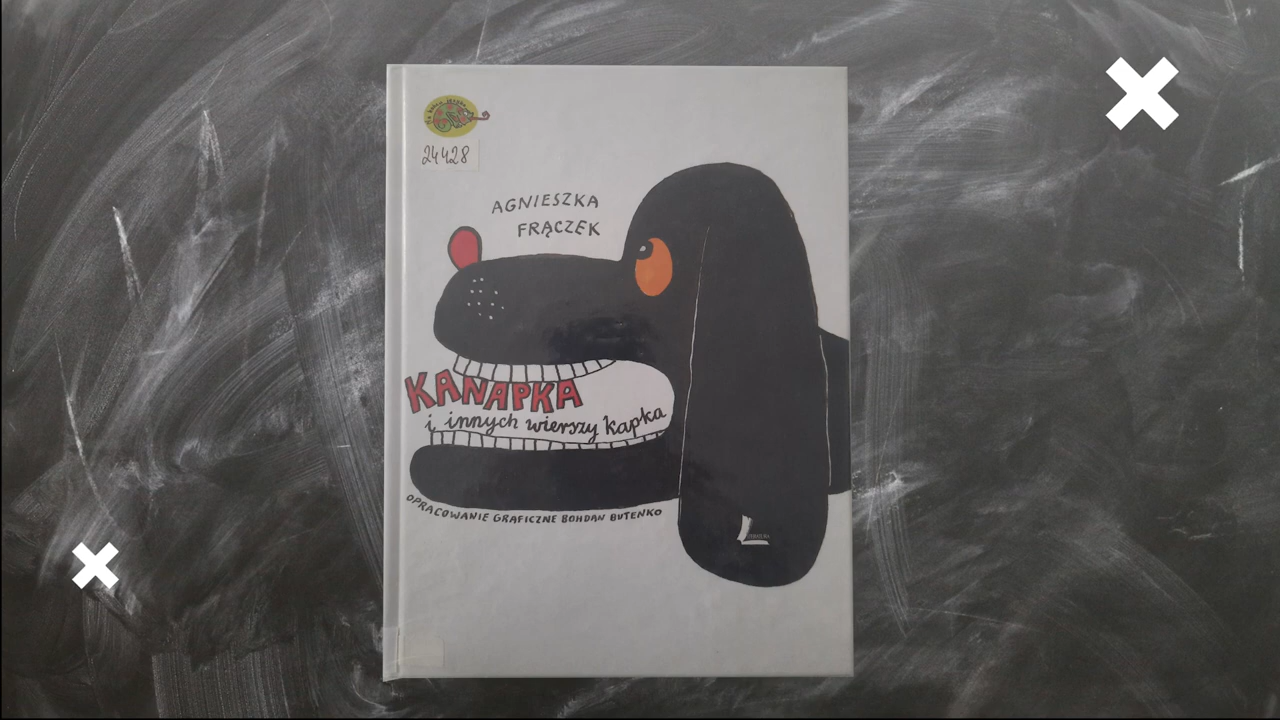 24428
AGNIESZKA
FRĄCZEK
KANAPKA
i innych wierszy kapka
OPRACOWANIE GRAFICZNE BOHDAN BUTENKO